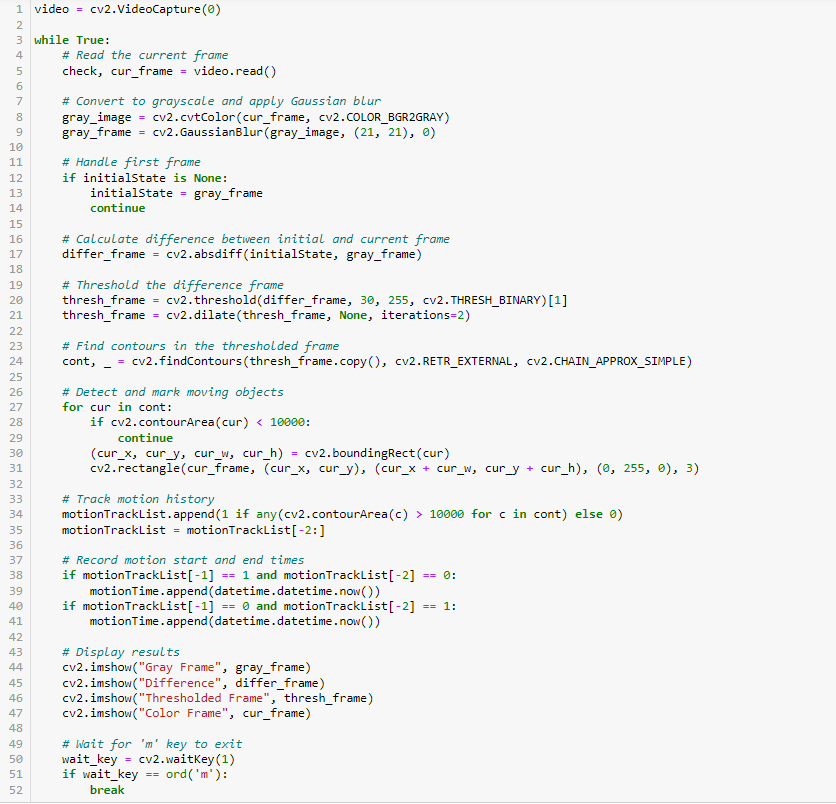 1 video = cv2.VideoCapture(0)
2
3 while True:
4     # Read the current frame
5     check, cur_frame = video.read()
6
7     # Convert to grayscale and apply Gaussian blur
8     gray_image = cv2.cvtColor(cur_frame, cv2.COLOR_BGR2GRAY)
9     gray_frame = cv2.GaussianBlur(gray_image, (21, 21), 0)
10
11     # Handle first frame
12     if initialState is None:
13         initialState = gray_frame
14         continue
15
16     # Calculate difference between initial and current frame
17     differ_frame = cv2.absdiff(initialState, gray_frame)
18
19     # Threshold the difference frame
20     thresh_frame = cv2.threshold(differ_frame, 30, 255, cv2.THRESH_BINARY)[1]
21     thresh_frame = cv2.dilate(thresh_frame, None, iterations=2)
22
23     # Find contours in the thresholded frame
24     cont, _ = cv2.findContours(thresh_frame.copy(), cv2.RETR_EXTERNAL, cv2.CHAIN_APPROX_SIMPLE)
25
26     # Detect and mark moving objects
27     for cur in cont:
28         if cv2.contourArea(cur) < 10000:
29             continue
30         (cur_x, cur_y, cur_w, cur_h) = cv2.boundingRect(cur)
31         cv2.rectangle(cur_frame, (cur_x, cur_y), (cur_x + cur_w, cur_y + cur_h), (0, 255, 0), 3)
32
33     # Track motion history
34     motionTrackList.append(1 if any(cv2.contourArea(c) > 10000 for c in cont) else 0)
35     motionTrackList = motionTrackList[-2:]
36
37     # Record motion start and end times
38     if motionTrackList[-1] == 1 and motionTrackList[-2] == 0:
39         motionTime.append(datetime.datetime.now())
40     if motionTrackList[-1] == 0 and motionTrackList[-2] == 1:
41         motionTime.append(datetime.datetime.now())
42
43     # Display results
44     cv2.imshow("Gray Frame", gray_frame)
45     cv2.imshow("Difference", differ_frame)
46     cv2.imshow("Thresholded Frame", thresh_frame)
47     cv2.imshow("Color Frame", cur_frame)
48
49     # Wait for 'm' key to exit
50     wait_key = cv2.waitKey(1)
51     if wait_key == ord('m'):
52         break